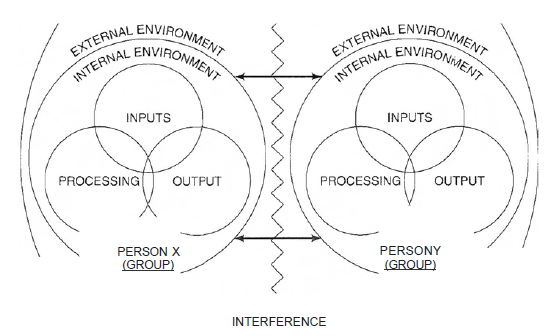 EXTERNAL ENVIRONMENT
INTERNAL ENVIRONMENT
INPUTS
PROCESSING
OUTPUT
PERSON X
(GROUP)
EXTERNAL ENVIRONMENT
INTERNAL ENVIRONMENT
INPUTS
PROCESSING
OUTPUT
PERSONY
(GROUP)
INTERFERENCE